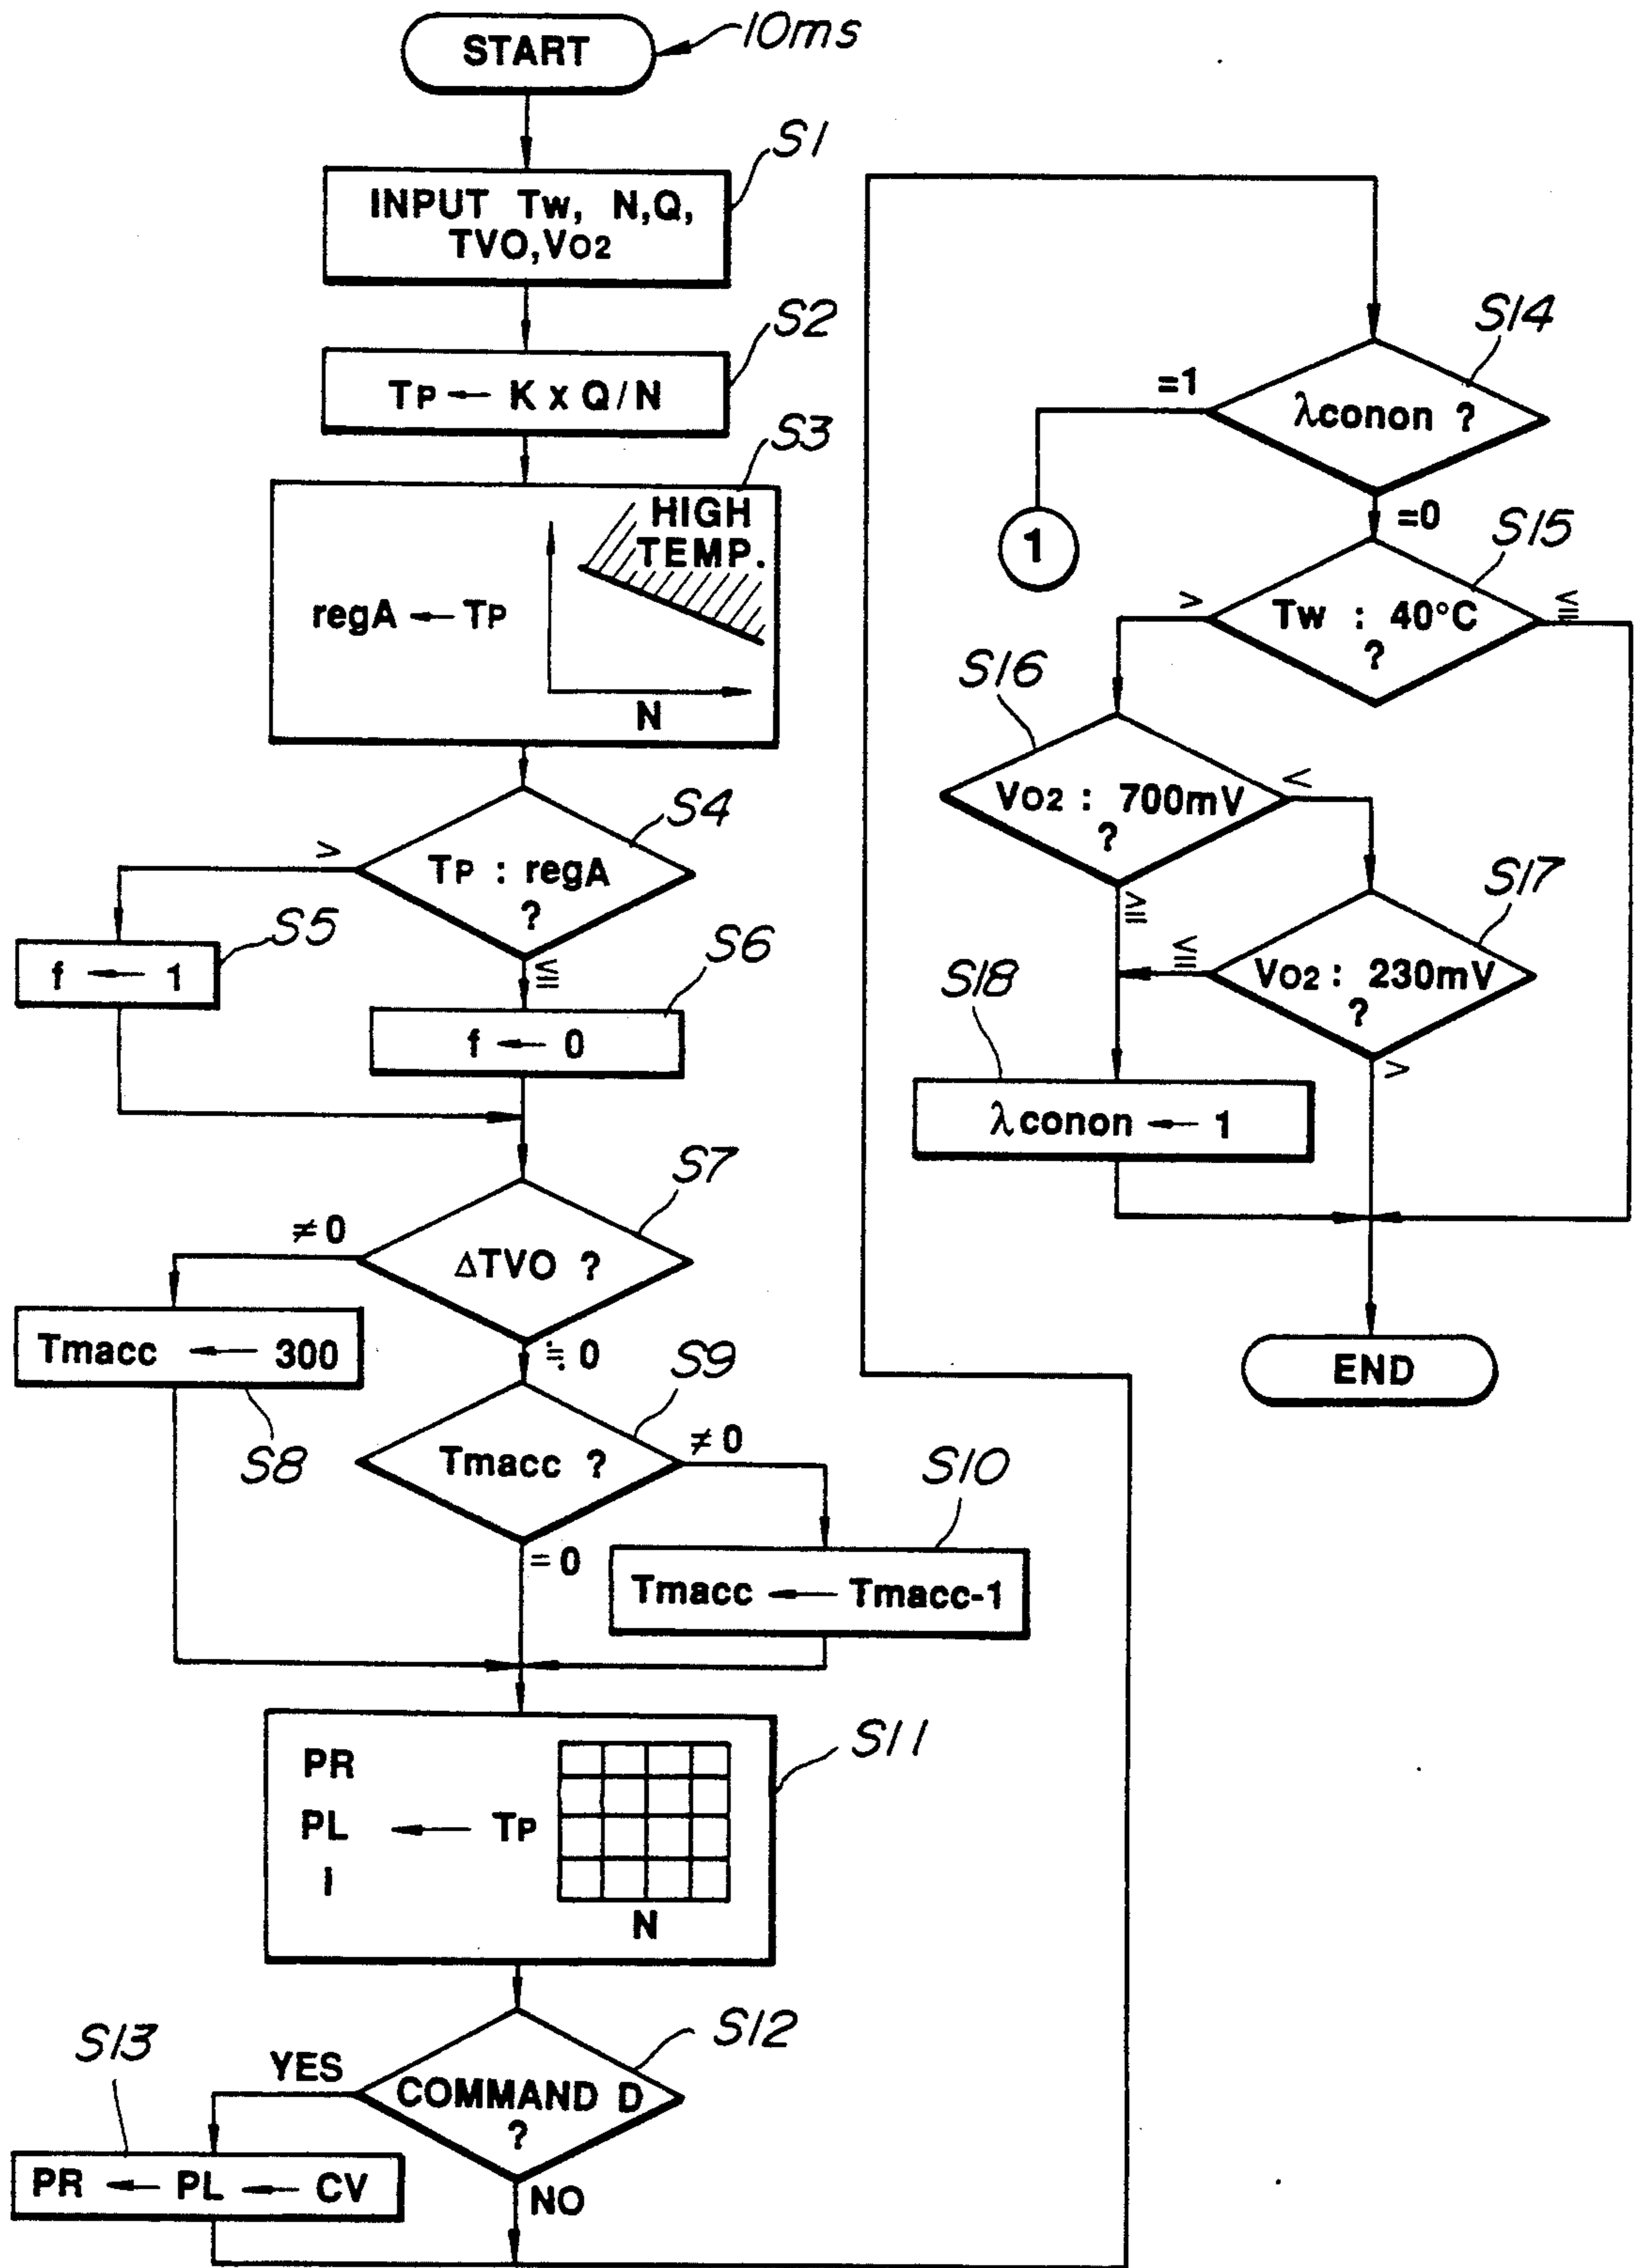 START
10ms
S1
INPUT Tw, N,Q,
TVO,VO2
S2
TP ← K x Q/N
S3
HIGH
TEMP.
regA ← TP
N
S4
TP : regA
?
>
≦
S5
f ← 1
S6
f ← 0
S7
ΔTVO ?
≠0
≒0
Tmacc ← 300
S8
S9
Tmacc ?
≠0
=0
S10
Tmacc ← Tmacc-1
S11
PR
PL ← TP
I
N
S12
COMMAND D
?
YES
NO
S13
PR ← PL ← CV
S14
λconon ?
=1
=0
1
S15
Tw : 40°C
?
>
≦
S16
VO2 : 700mV
?
<
≧
S17
VO2 : 230mV
?
≦
>
S18
λconon ← 1
END